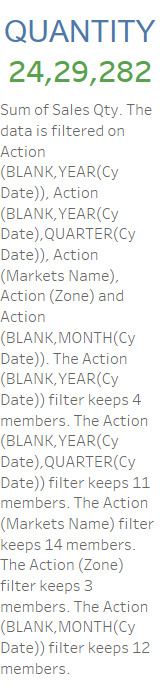 QUANTITY
24,29,282
Sum of Sales Qty. The
data is filtered on
Action
(BLANK,YEAR(Cy
Date)), Action
(BLANK,YEAR(Cy
Date),QUARTER(Cy
Date)), Action
(Markets Name),
Action (Zone) and
Action
(BLANK,MONTH(Cy
Date)). The Action
(BLANK,YEAR(Cy
Date)) filter keeps 4
members. The Action
(BLANK,YEAR(Cy
Date),QUARTER(Cy
Date)) filter keeps 11
members. The Action
(Markets Name) filter
keeps 14 members.
The Action (Zone)
filter keeps 3
members. The Action
(BLANK,MONTH(Cy
Date)) filter keeps 12
members.